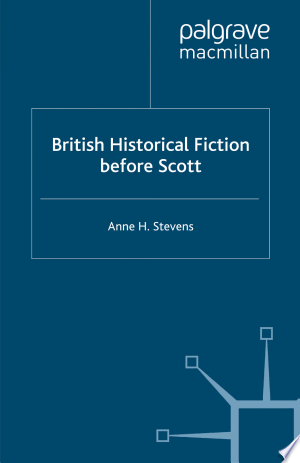 palgrave
macmillan
British Historical Fiction
before Scott
Anne H. Stevens